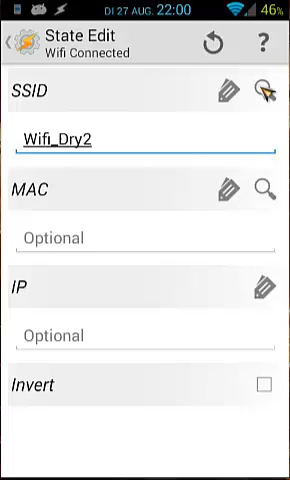 DI 27 AUG. 22:00 46%
State Edit
Wifi Connected
?
SSID
Wifi_Dry2
MAC
Optional
IP
Optional
Invert